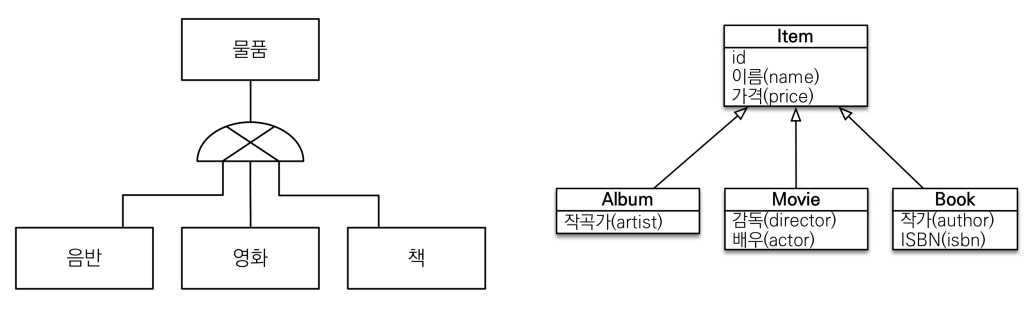 물품
음반
영화
책
Item
id
이름(name)
가격(price)
Album
작곡가(artist)
Movie
감독(director)
배우(actor)
Book
작가(author)
ISBN(isbn)